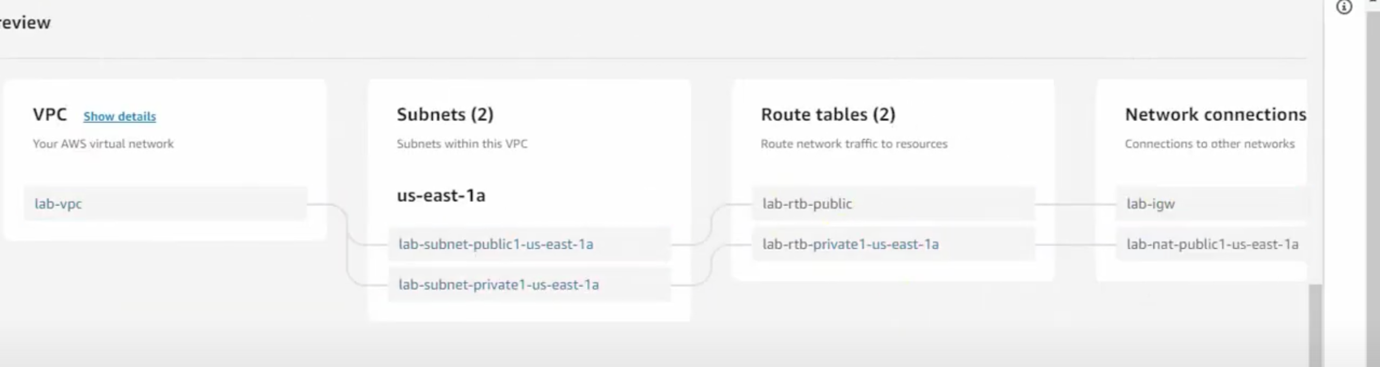 review
VPC Show details
Your AWS virtual network
lab-vpc
Subnets (2)
Subnets within this VPC
us-east-1a
lab-subnet-public1-us-east-1a
lab-subnet-private1-us-east-1a
Route tables (2)
Route network traffic to resources
lab-rtb-public
lab-rtb-private1-us-east-1a
Network connections
Connections to other networks
lab-igw
lab-nat-public1-us-east-1a